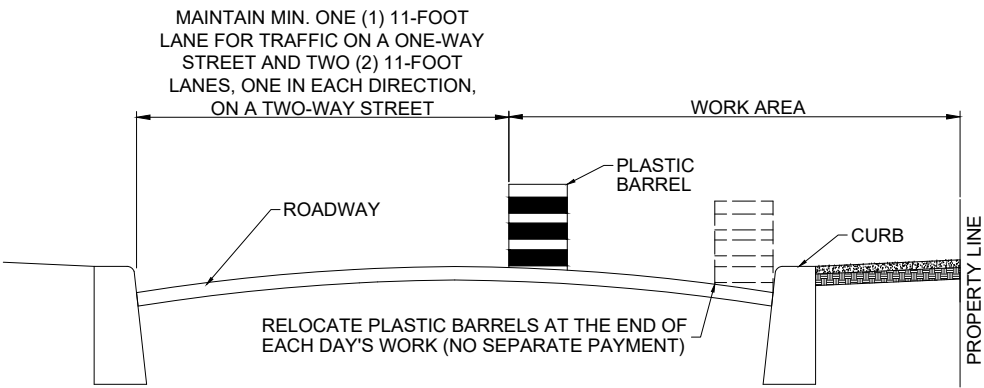 MAINTAIN MIN. ONE (1) 11-FOOT
LANE FOR TRAFFIC ON A ONE-WAY
STREET AND TWO (2) 11-FOOT
LANES, ONE IN EACH DIRECTION,
ON A TWO-WAY STREET
WORK AREA
PLASTIC
BARREL
ROADWAY
CURB
PROPERTY LINE
RELOCATE PLASTIC BARRELS AT THE END OF
EACH DAY'S WORK (NO SEPARATE PAYMENT)